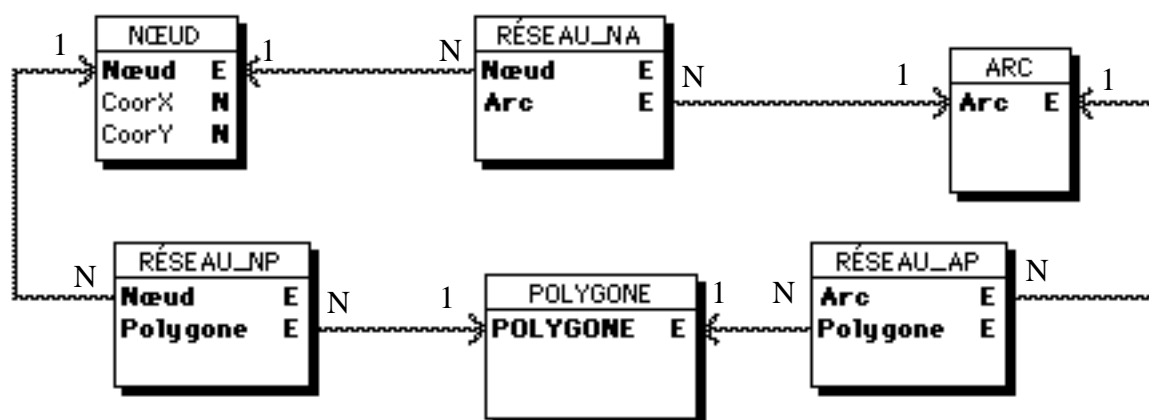 NŒUD
Nœud E
CoorX N
CoorY N
1
1
N
RÉSEAU_NA
Nœud E
Arc E
N
1
ARC
Arc E
1
RÉSEAU_NP
Nœud E
Polygone E
N
N
1
POLYGONE
POLYGONE E
1
N
RÉSEAU_AP
Arc E
Polygone E
N